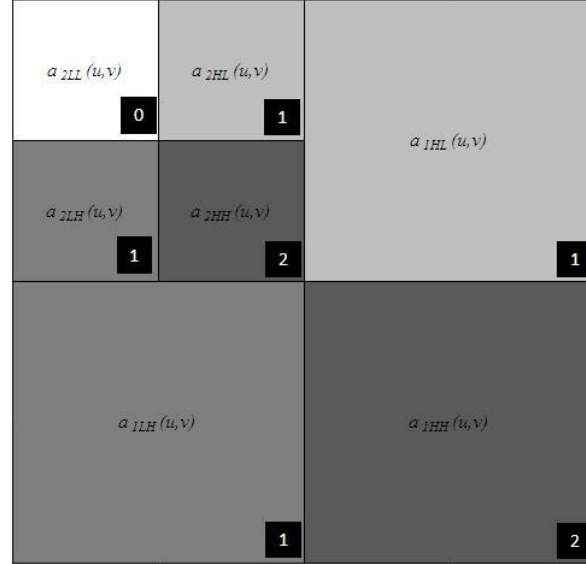 a 2LL (u,v)
0
a 2HL (u,v)
1
a 1HL (u,v)
1
a 2LH (u,v)
1
a 2HH (u,v)
2
a 1LH (u,v)
1
a 1HH (u,v)
2